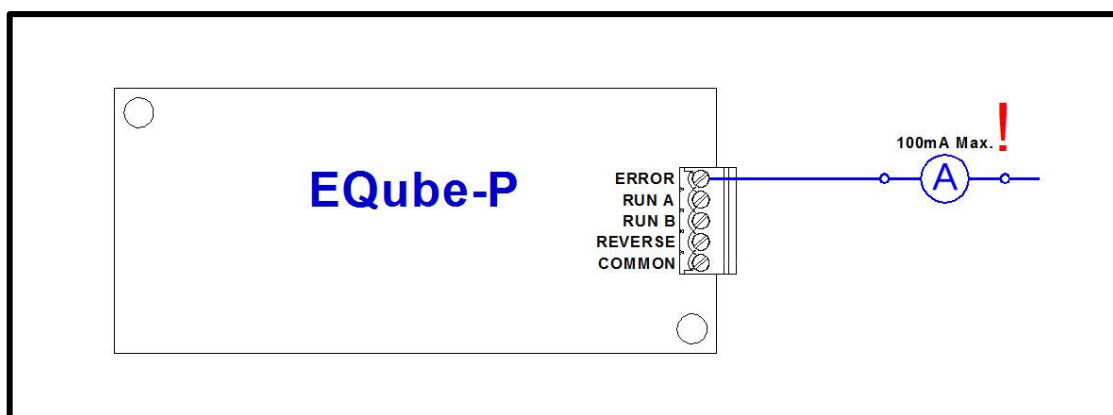 100mA Max. !
EQube-P
ERROR
RUN A
RUN B
REVERSE
COMMON
A